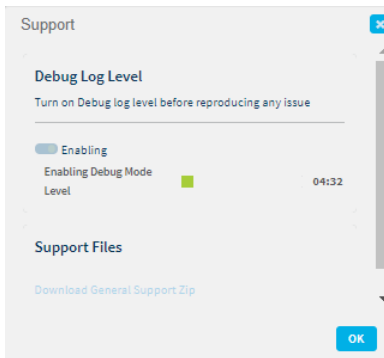 Support
Debug Log Level
Turn on Debug log level before reproducing any issue
Enabling
Enabling Debug Mode
Level
04:32
Support Files
Download General Support Zip
OK